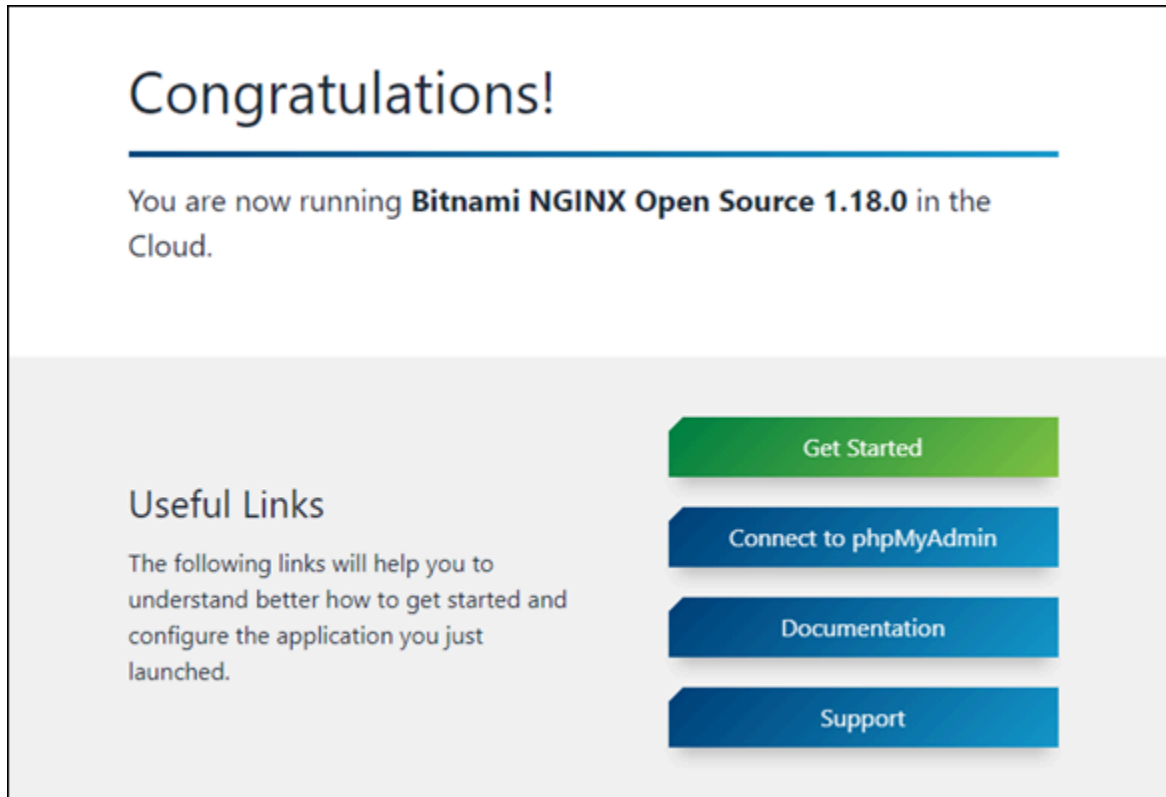 Congratulations!
You are now running Bitnami NGINX Open Source 1.18.0 in the
Cloud.
Useful Links
The following links will help you to
understand better how to get started and
configure the application you just
launched.
Get Started
Connect to phpMyAdmin
Documentation
Support